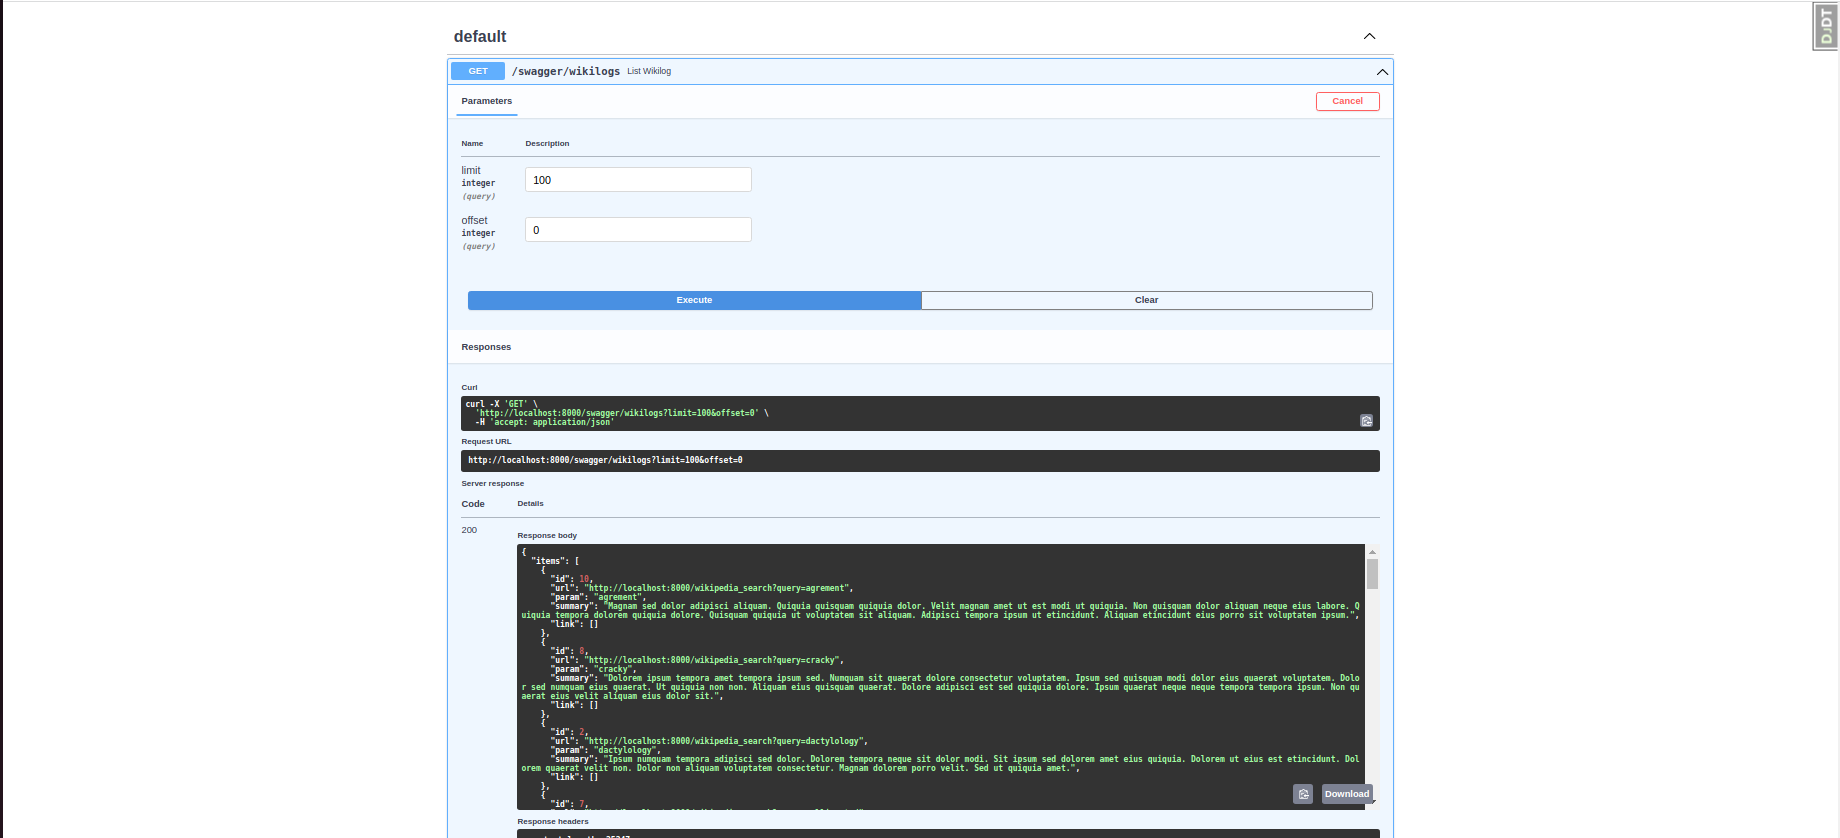 DJDT
default
GET /swagger/wikilogs List Wikilog
Parameters
Cancel
Name Description
limit
integer
(query)
100
offset
integer
(query)
0
Execute Clear
Responses
Curl
curl -X 'GET' \
'http://localhost:8000/swagger/wikilogs?limit=100&offset=0' \
-H 'accept: application/json'
Request URL
http://localhost:8000/swagger/wikilogs?limit=100&offset=0
Server response
Code Details
200
Response body
{
"items": [
{
"id": 10,
"url": "http://localhost:8000/wikipedia_search?query=agrement",
"param": "agrement",
"summary": "Magnam sed dolor adipisci aliquam. Quiquia quisquam quiquia dolor. Velit magnam amet ut est modi ut quiquia. Non quisquam dolor aliquam neque eius labore. Q
uiquia tempora dolorem quiquia dolore. Quisquam quiquia ut voluptatem sit aliquam. Adipisci tempora ipsum ut etincidunt. Aliquam etincidunt eius porro sit voluptatem ipsum.",
"link": []
},
{
"id": 8,
"url": "http://localhost:8000/wikipedia_search?query=cracky",
"param": "cracky",
"summary": "Dolorem ipsum tempora amet tempora ipsum sed. Numquam sit quaerat dolore consectetur voluptatem. Ipsum sed quisquam modi dolor eius quaerat voluptatem. Dolo
r sed numquam eius quaerat. Ut quiquia non non. Aliquam eius quisquam quaerat. Dolore adipisci est sed quiquia dolore. Ipsum quaerat neque neque tempora tempora ipsum. Non qu
aerat eius velit aliquam eius dolor sit.",
"link": []
},
{
"id": 2,
"url": "http://localhost:8000/wikipedia_search?query=dactylology",
"param": "dactylology",
"summary": "Ipsum numquam tempora adipisci sed dolor. Dolorem tempora neque sit dolor modi. Sit ipsum sed dolorem amet eius quiquia. Dolorem ut eius est etincidunt. Dol
orem quaerat velit non. Dolor non aliquam voluptatem consectetur. Magnam dolorem porro velit. Sed ut quiquia amet.",
"link": []
},
{
"id": 7,
Download
Response headers